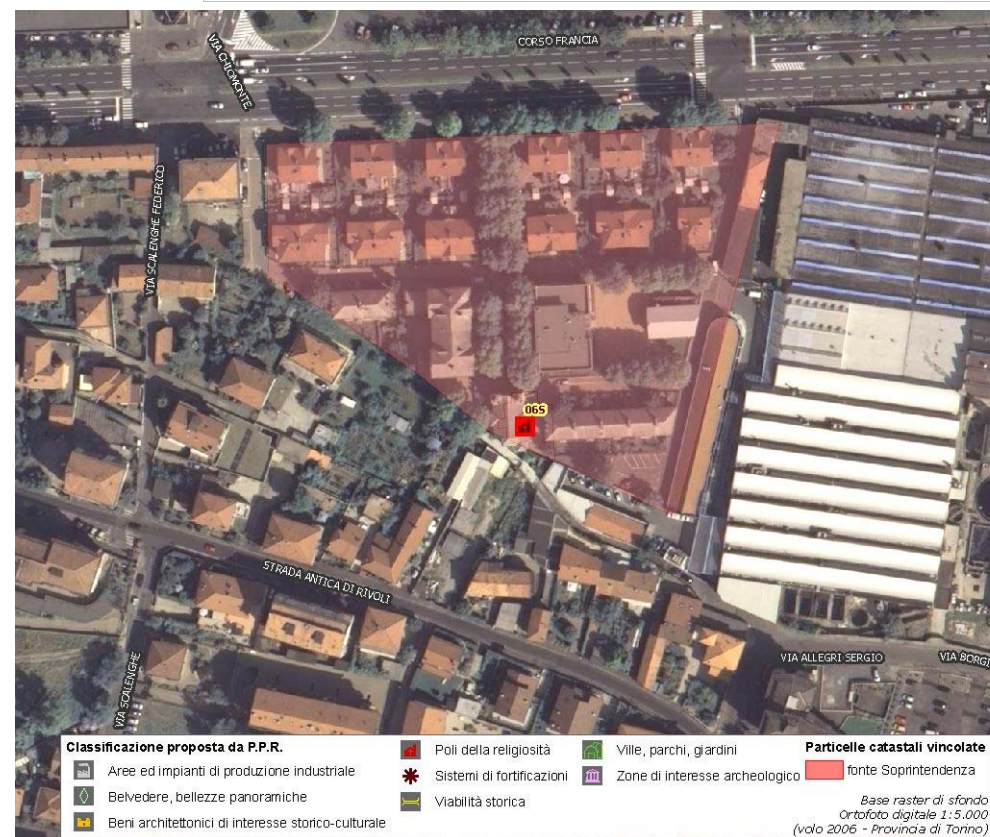 CORSO FRANCIA
VIA CHIOMONTE
VIA SCALENGHE FEDERICO
06S
STRADA ANTICA DI RIVOLI
VIA SCALENGHE
VIA ALLEGRI SERGIO
VIA BORGI
Classificazione proposta da P.P.R.
Aree ed impianti di produzione industriale
Belvedere, bellezze panoramiche
Beni architettonici di interesse storico-culturale
Poli della religiosità
Sistemi di fortificazioni
Viabilità storica
Ville, parchi, giardini
Zone di interesse archeologico
Particelle catastali vincolate
fonte Soprintendenza
Base raster di sfondo
Ortofoto digitale 1:5.000
(volo 2006 - Provincia di Torino)